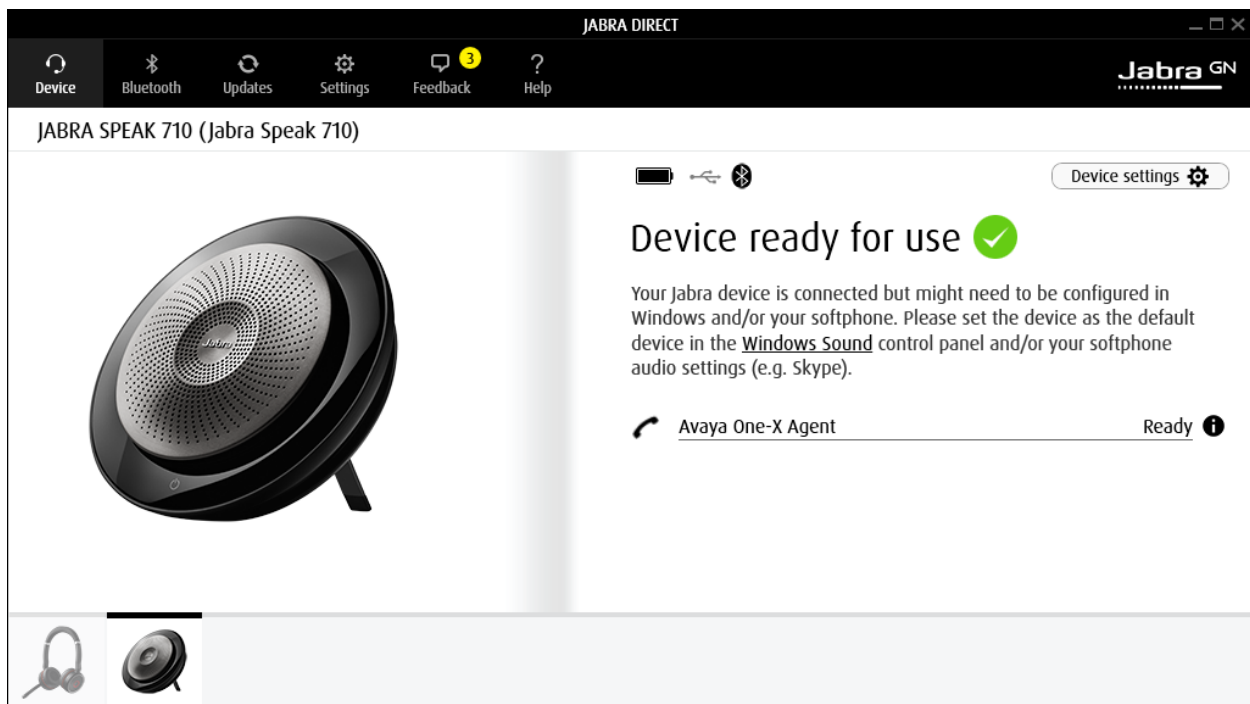 JABRA DIRECT
Device
Bluetooth
Updates
Settings
3
Feedback
?
Help
Jabra GN
JABRA SPEAK 710 (Jabra Speak 710)
Device settings
Device ready for use
Your Jabra device is connected but might need to be configured in
Windows and/or your softphone. Please set the device as the default
device in the Windows Sound control panel and/or your softphone
audio settings (e.g. Skype).
Avaya One-X Agent
Ready
Jabra